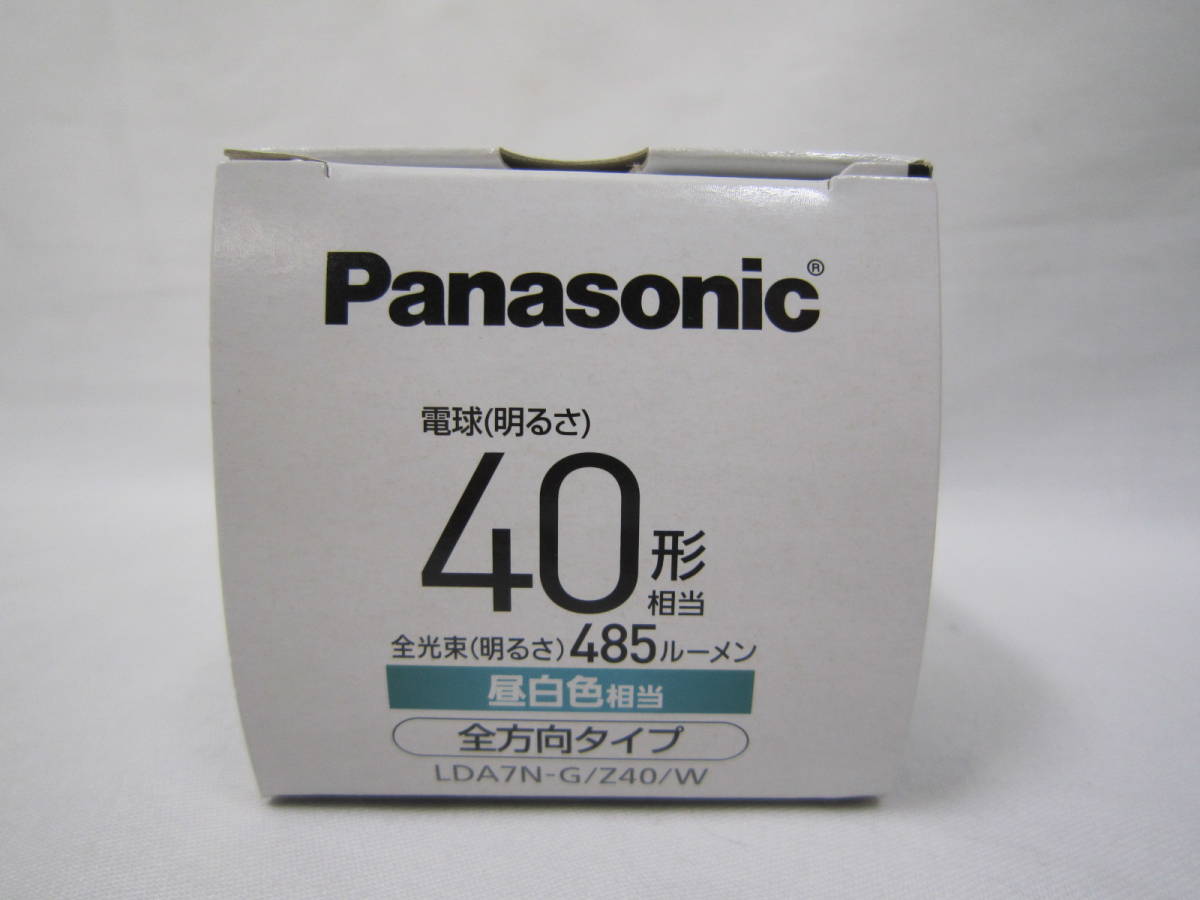 Panasonic®
電球(明るさ)
40形
相当
全光束(明るさ)485ルーメン
昼白色相当
全方向タイプ
LDA7N-G/Z40/W